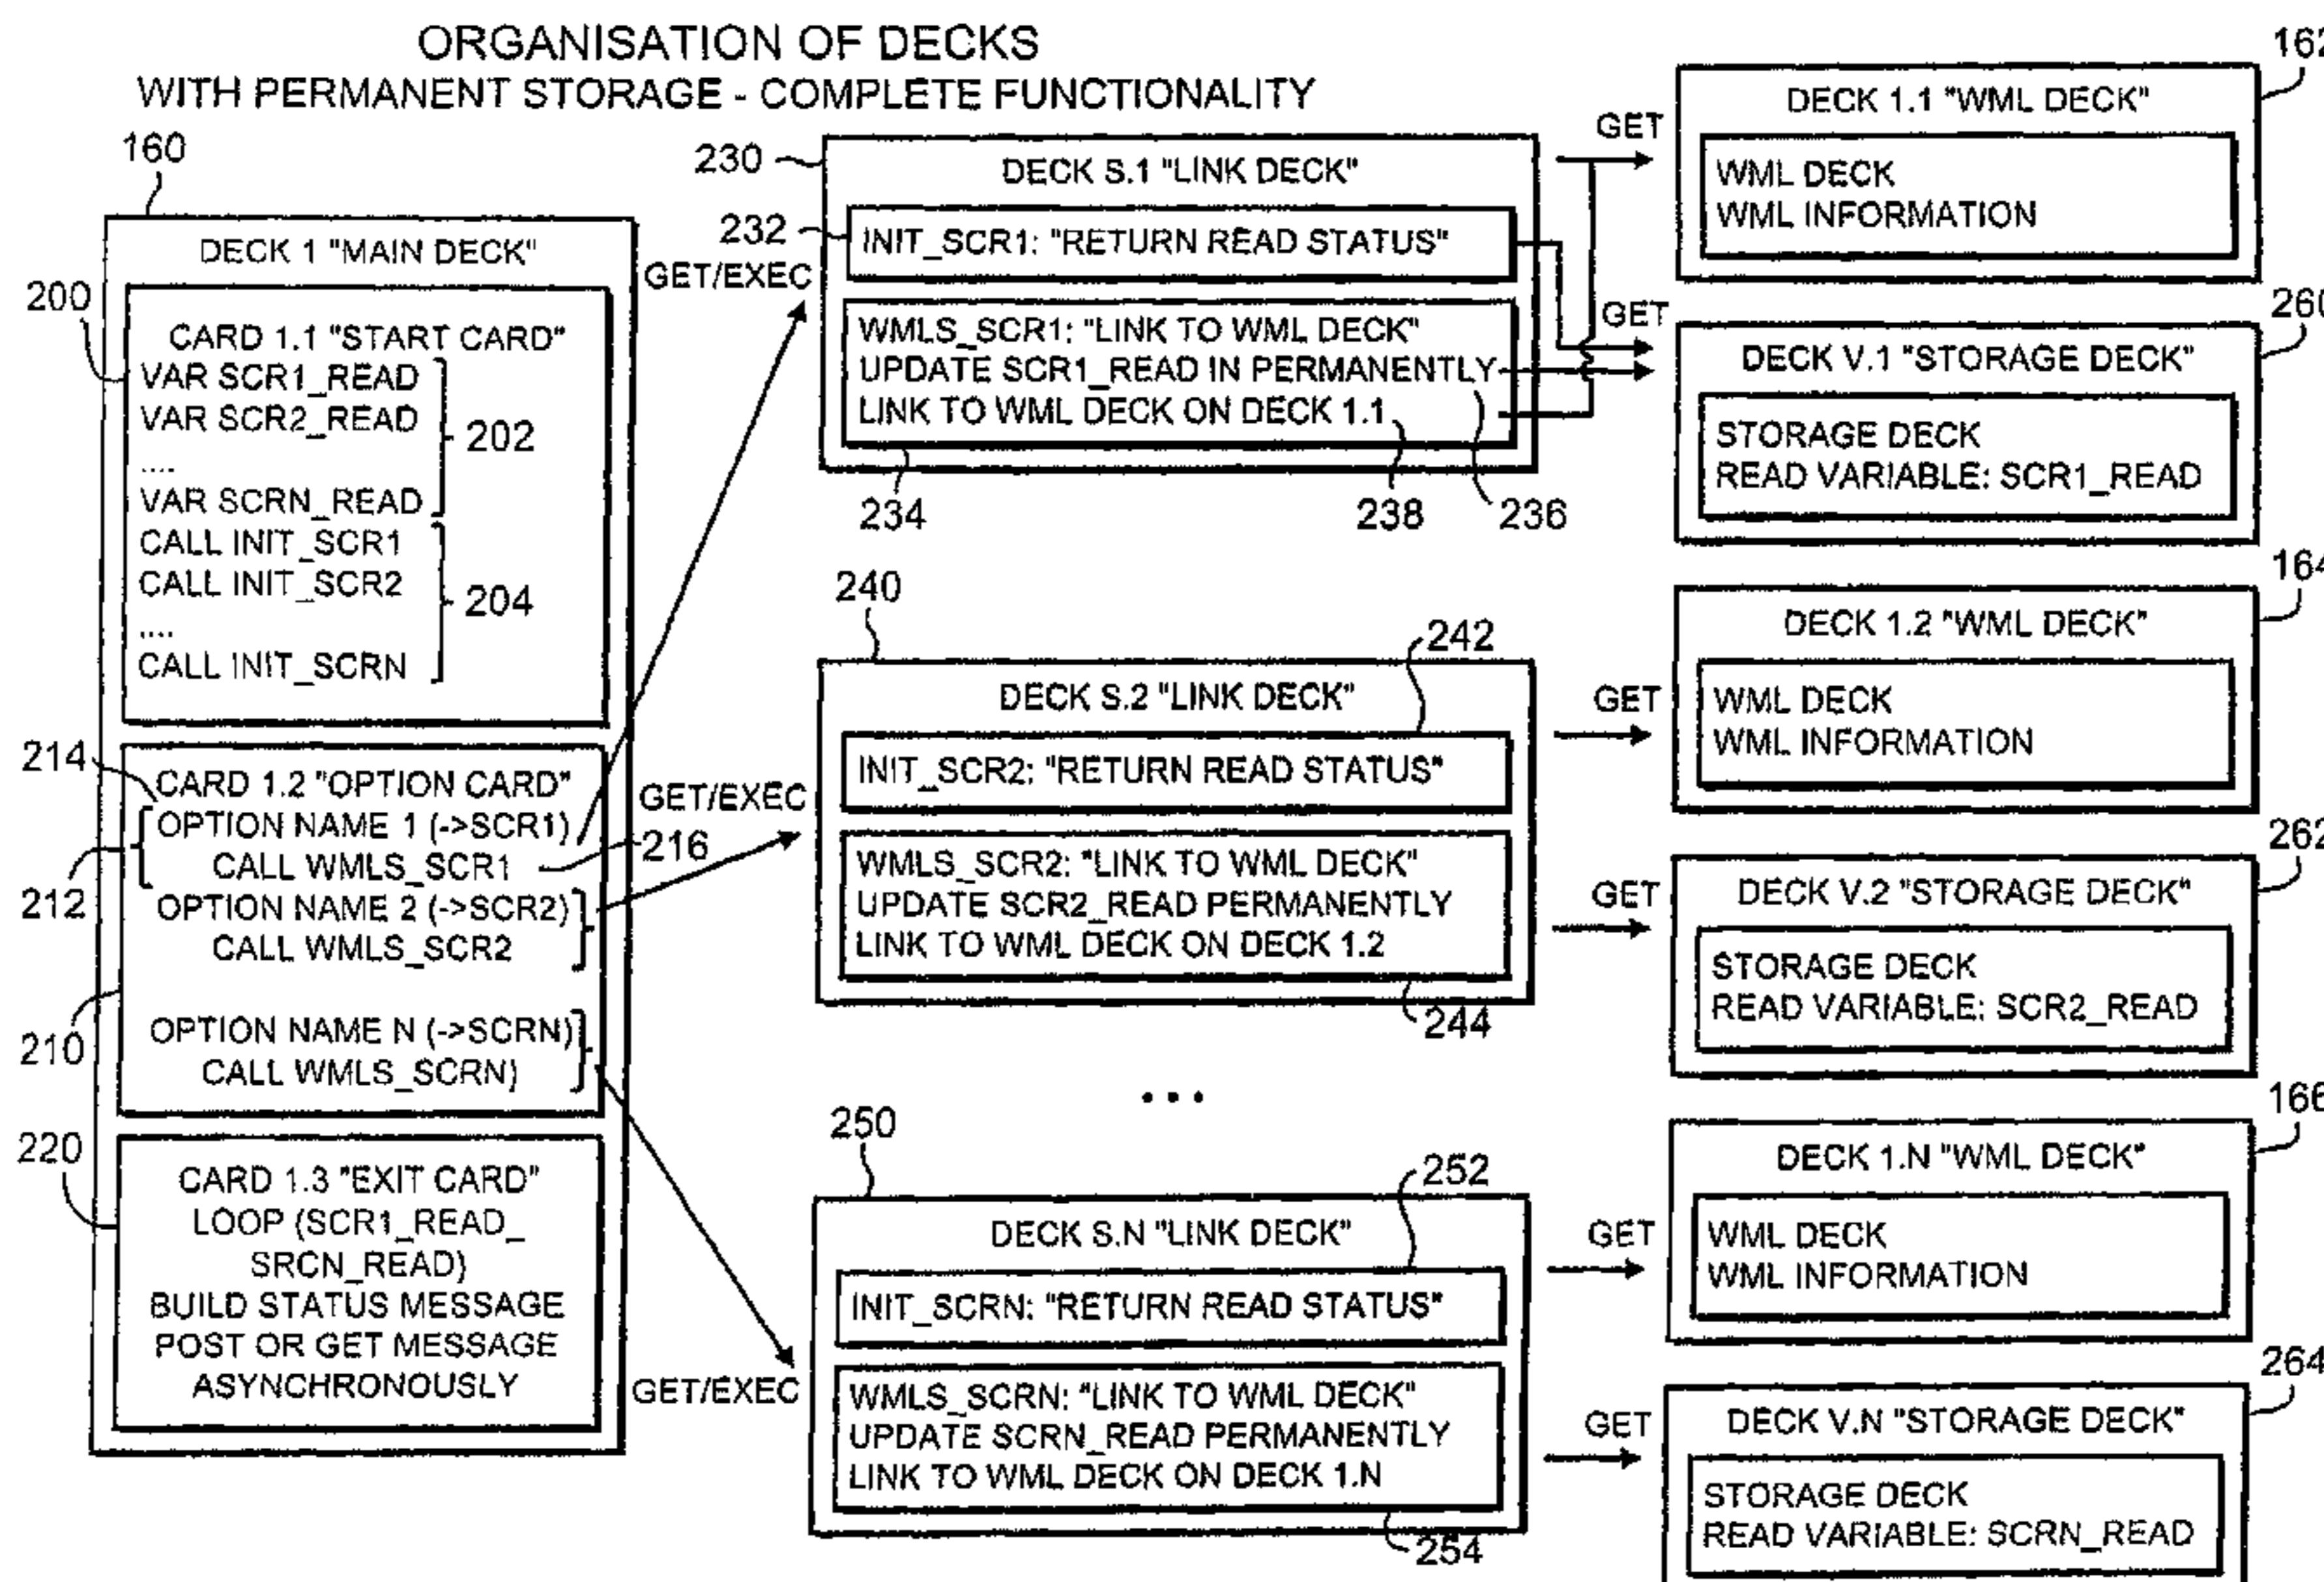 ORGANISATION OF DECKS
WITH PERMANENT STORAGE - COMPLETE FUNCTIONALITY
160
DECK 1 "MAIN DECK"
200
CARD 1.1 "START CARD"
VAR SCR1_READ
VAR SCR2_READ
....
VAR SCRN_READ
202
CALL INIT_SCR1
CALL INIT_SCR2
....
CALL INIT_SCRN
204
214
CARD 1.2 "OPTION CARD"
OPTION NAME 1 (->SCR1)
CALL WMLS_SCR1
216
212
OPTION NAME 2 (->SCR2)
CALL WMLS_SCR2
210
OPTION NAME N (->SCRN)
CALL WMLS_SCRN)
220
CARD 1.3 "EXIT CARD"
LOOP (SCR1_READ_
SRCN_READ)
BUILD STATUS MESSAGE
POST OR GET MESSAGE
ASYNCHRONOUSLY
GET/EXEC
230
DECK S.1 "LINK DECK"
232
INIT_SCR1: "RETURN READ STATUS"
WMLS_SCR1: "LINK TO WML DECK"
UPDATE SCR1_READ IN PERMANENTLY
LINK TO WML DECK ON DECK 1.1
234
238
236
GET/EXEC
240
242
DECK S.2 "LINK DECK"
INIT_SCR2: "RETURN READ STATUS"
WMLS_SCR2: "LINK TO WML DECK"
UPDATE SCR2_READ PERMANENTLY
LINK TO WML DECK ON DECK 1.2
244
...
GET/EXEC
250
252
DECK S.N "LINK DECK"
INIT_SCRN: "RETURN READ STATUS"
WMLS_SCRN: "LINK TO WML DECK"
UPDATE SCRN_READ PERMANENTLY
LINK TO WML DECK ON DECK 1.N
254
GET
162
DECK 1.1 "WML DECK"
WML DECK
WML INFORMATION
GET
260
DECK V.1 "STORAGE DECK"
STORAGE DECK
READ VARIABLE: SCR1_READ
GET
164
DECK 1.2 "WML DECK"
WML DECK
WML INFORMATION
GET
262
DECK V.2 "STORAGE DECK"
STORAGE DECK
READ VARIABLE: SCR2_READ
GET
166
DECK 1.N "WML DECK"
WML DECK
WML INFORMATION
GET
264
DECK V.N "STORAGE DECK"
STORAGE DECK
READ VARIABLE: SCRN_READ